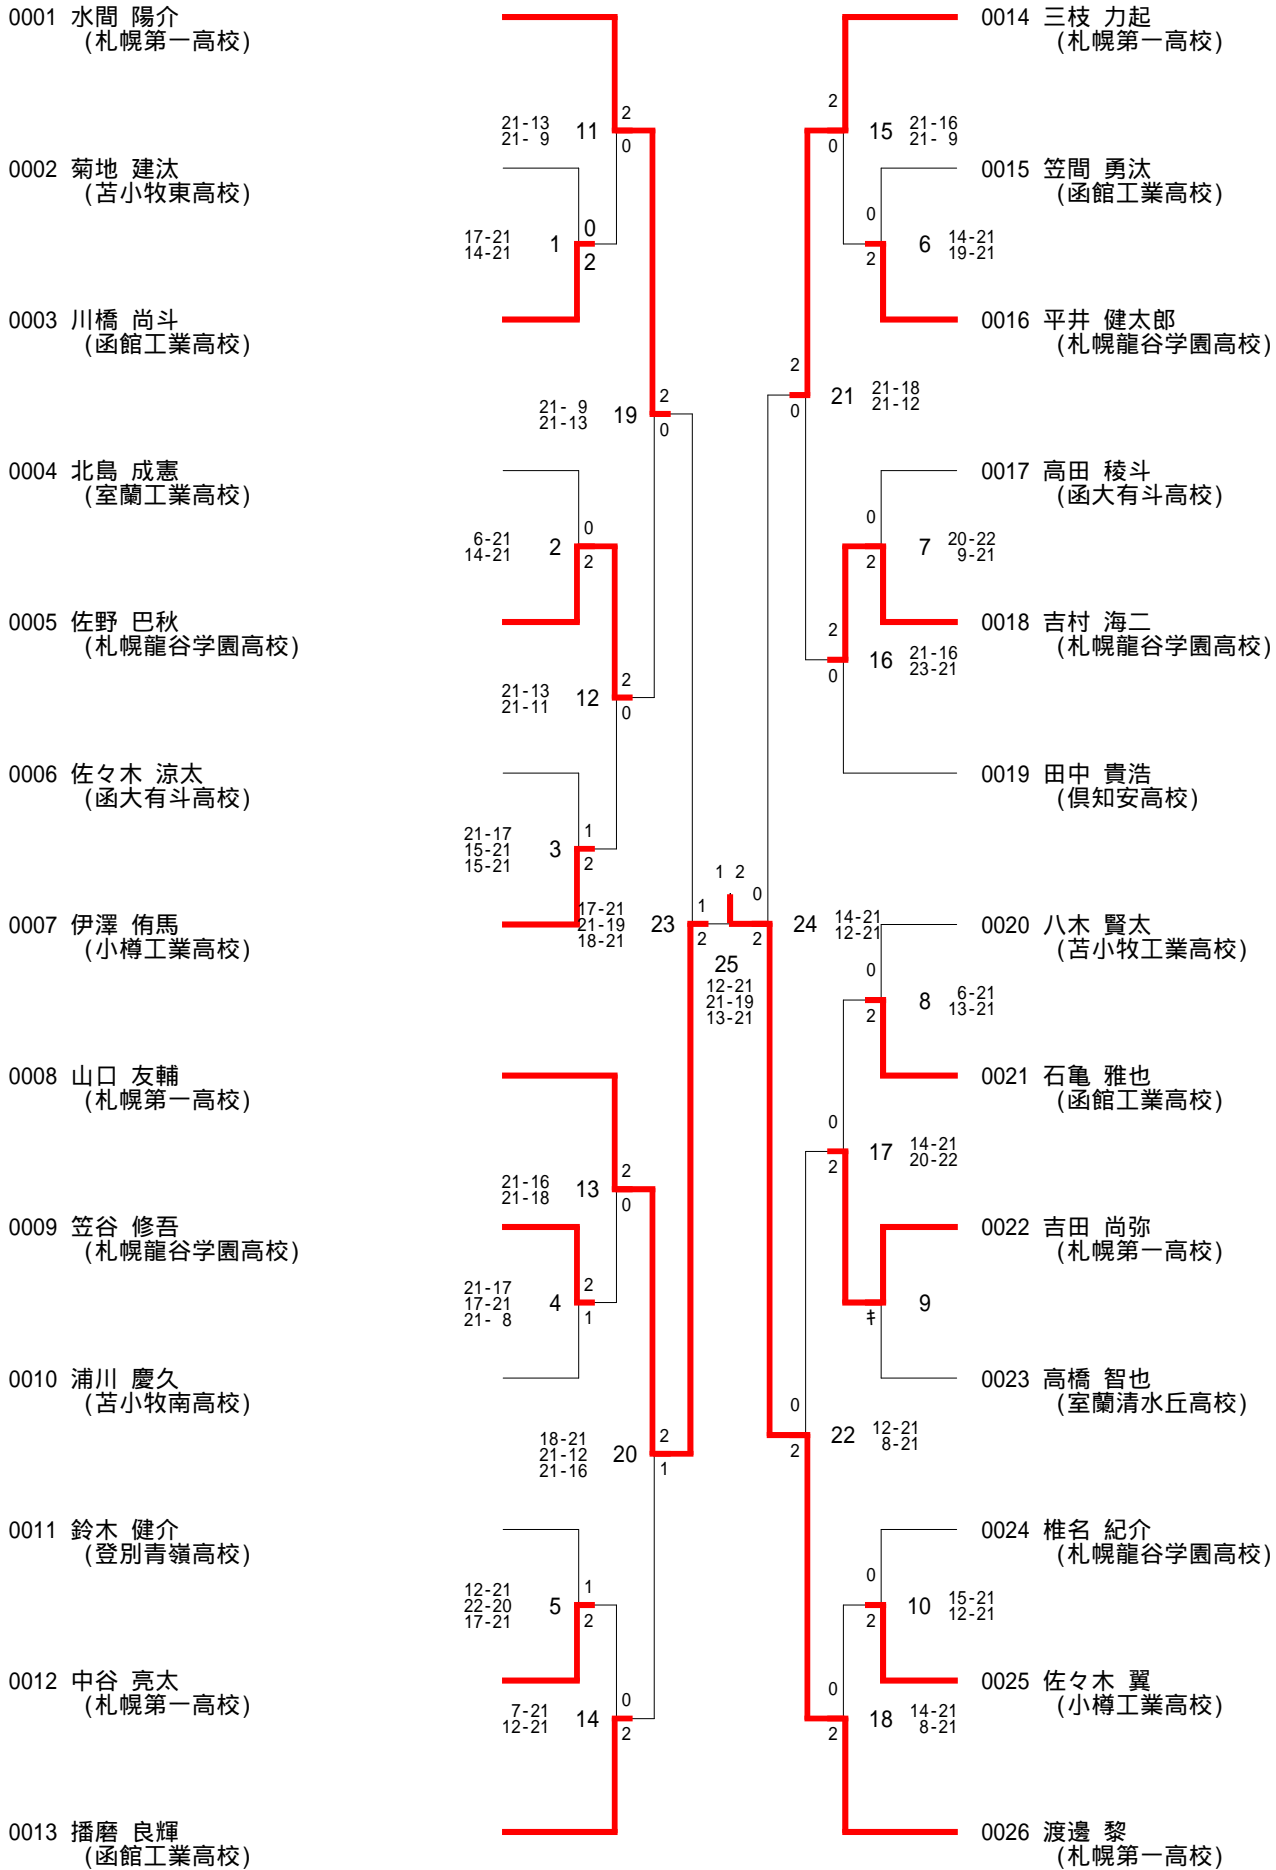 0001 水間 陽介
(札幌第一高校)
21-13
21- 9
11
2
0
0002 菊地 建汰
(苫小牧東高校)
17-21
14-21
1
0
2
0003 川橋 尚斗
(函館工業高校)
21- 9
21-13
19
2
0
0004 北島 成憲
(室蘭工業高校)
6-21
14-21
2
0
2
0005 佐野 巴秋
(札幌龍谷学園高校)
21-13
21-11
12
2
0
0006 佐々木 涼太
(函大有斗高校)
21-17
15-21
15-21
3
1
2
0007 伊澤 侑馬
(小樽工業高校)
17-21
21-19
18-21
23
1
2
0008 山口 友輔
(札幌第一高校)
21-16
21-18
13
2
0
0009 笠谷 修吾
(札幌龍谷学園高校)
21-17
17-21
21- 8
4
2
1
0010 浦川 慶久
(苫小牧南高校)
18-21
21-12
21-16
20
2
1
0011 鈴木 健介
(登別青嶺高校)
12-21
22-20
17-21
5
1
2
0012 中谷 亮太
(札幌第一高校)
7-21
12-21
14
0
2
0013 播磨 良輝
(函館工業高校)
1 2
25
12-21
21-19
13-21
0014 三枝 力起
(札幌第一高校)
2
0
15
21-16
21- 9
0015 笠間 勇汰
(函館工業高校)
0
2
6
14-21
19-21
0016 平井 健太郎
(札幌龍谷学園高校)
2
0
21
21-18
21-12
0017 高田 稜斗
(函大有斗高校)
0
2
7
20-22
9-21
0018 吉村 海二
(札幌龍谷学園高校)
2
0
16
21-16
23-21
0019 田中 貴浩
(倶知安高校)
0
2
24
14-21
12-21
0020 八木 賢太
(苫小牧工業高校)
0
2
8
6-21
13-21
0021 石亀 雅也
(函館工業高校)
0
2
17
14-21
20-22
0022 吉田 尚弥
(札幌第一高校)
キ
9
0023 高橋 智也
(室蘭清水丘高校)
0
2
22
12-21
8-21
0024 椎名 紀介
(札幌龍谷学園高校)
0
2
10
15-21
12-21
0025 佐々木 翼
(小樽工業高校)
0
2
18
14-21
8-21
0026 渡邊 黎
(札幌第一高校)